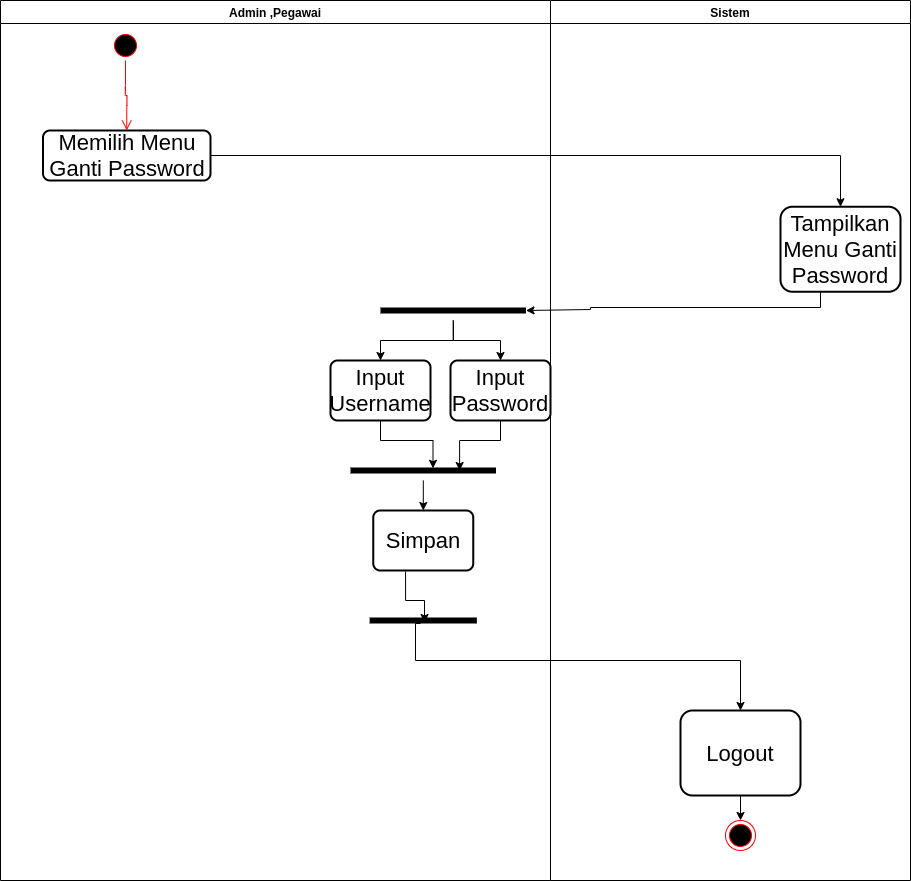 Admin ,Pegawai
Sistem
Memilih Menu
Ganti Password
Tampilkan
Menu Ganti
Password
Input
Username
Input
Password
Simpan
Logout